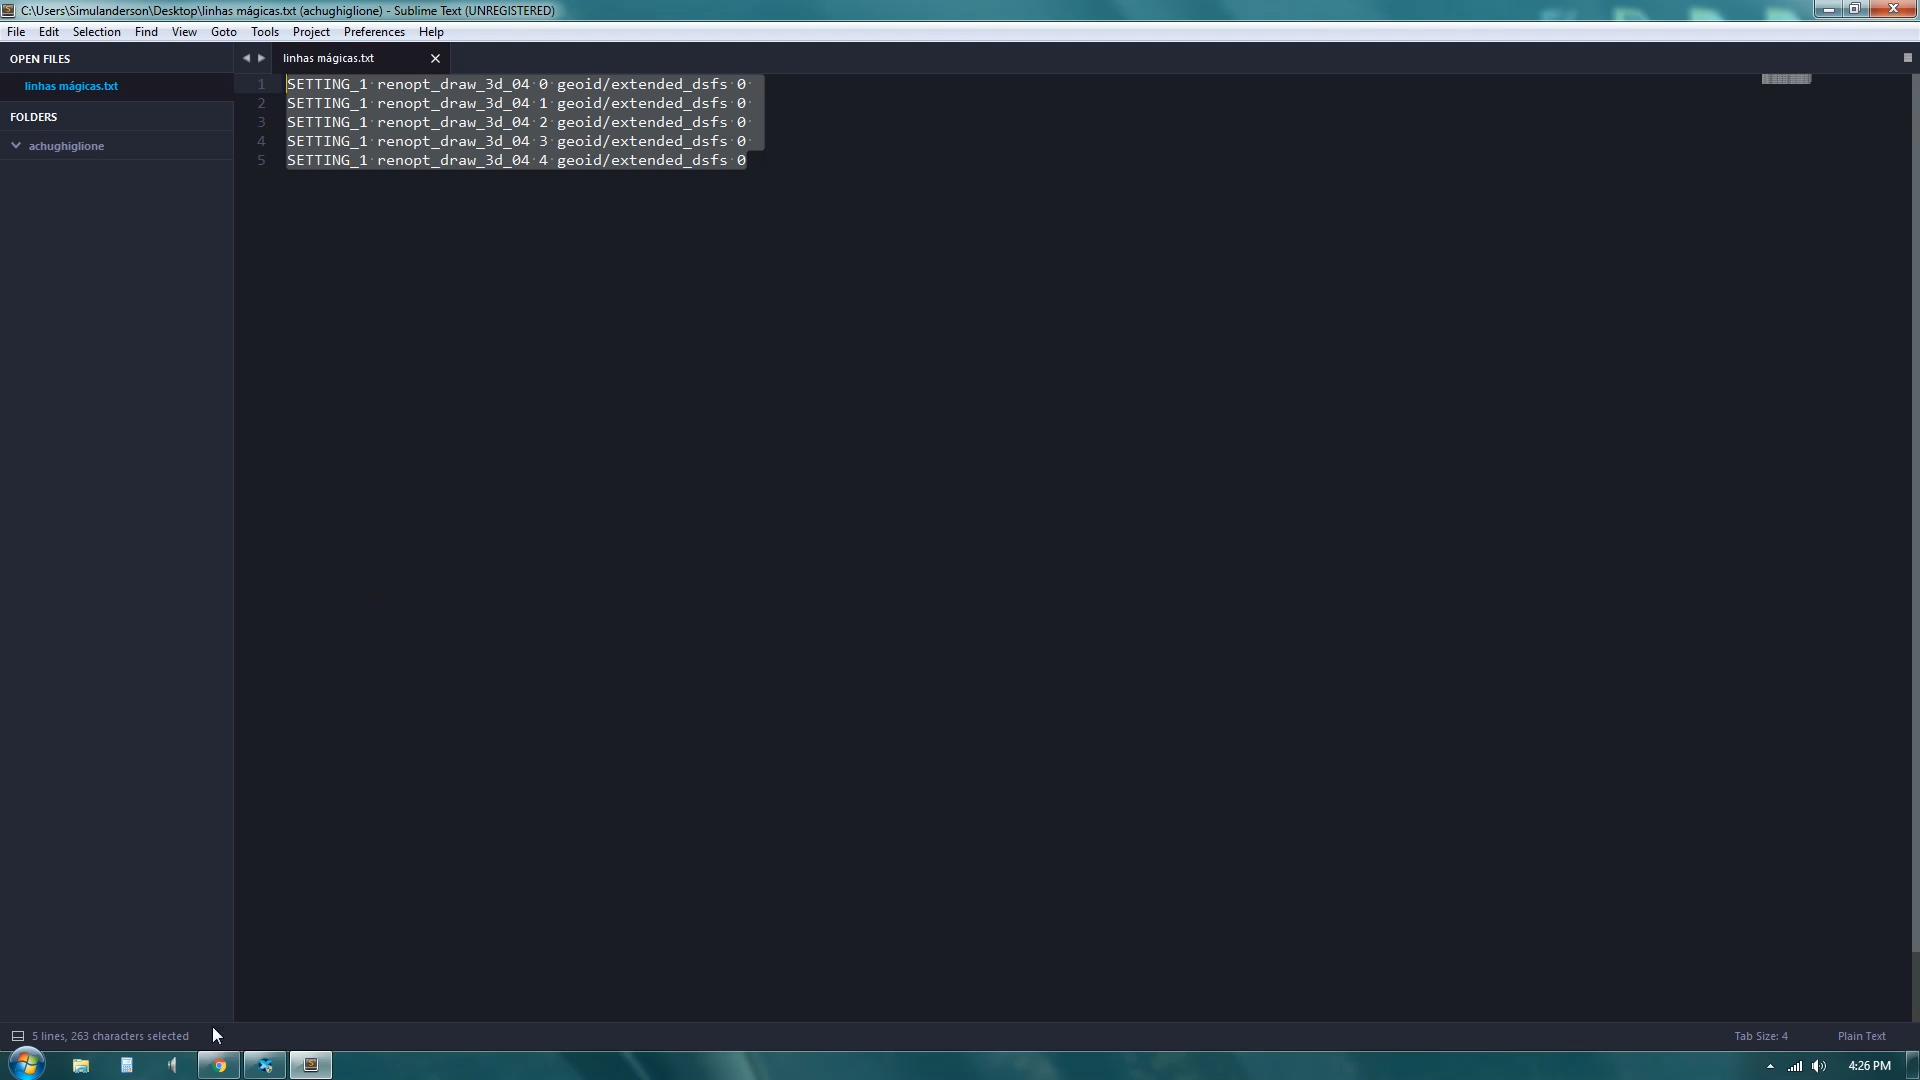 C:\Users\Simulanderson\Desktop\linhas mágicas.txt (achughiglione) - Sublime Text (UNREGISTERED)
File Edit Selection Find View Goto Tools Project Preferences Help
OPEN FILES
linhas mágicas.txt
FOLDERS
achughiglione
linhas mágicas.txt
1 SETTING_1 renopt_draw_3d_04 0 geoid/extended_dsfs 0
2 SETTING_1 renopt_draw_3d_04 1 geoid/extended_dsfs 0
3 SETTING_1 renopt_draw_3d_04 2 geoid/extended_dsfs 0
4 SETTING_1 renopt_draw_3d_04 3 geoid/extended_dsfs 0
5 SETTING_1 renopt_draw_3d_04 4 geoid/extended_dsfs 0
5 lines, 263 characters selected
Tab Size: 4
Plain Text
4:26 PM